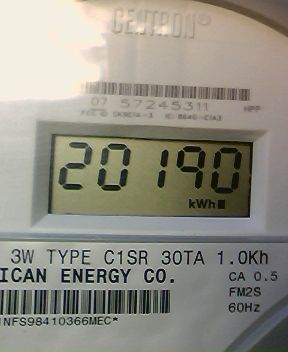 CENTRON®
07 57245311 HPP
20190
kWh
3W TYPE C1SR 30TA 1.0Kh
ICAN ENERGY CO. CA 0.5
FM2S
60Hz
NFS98410366MEC*